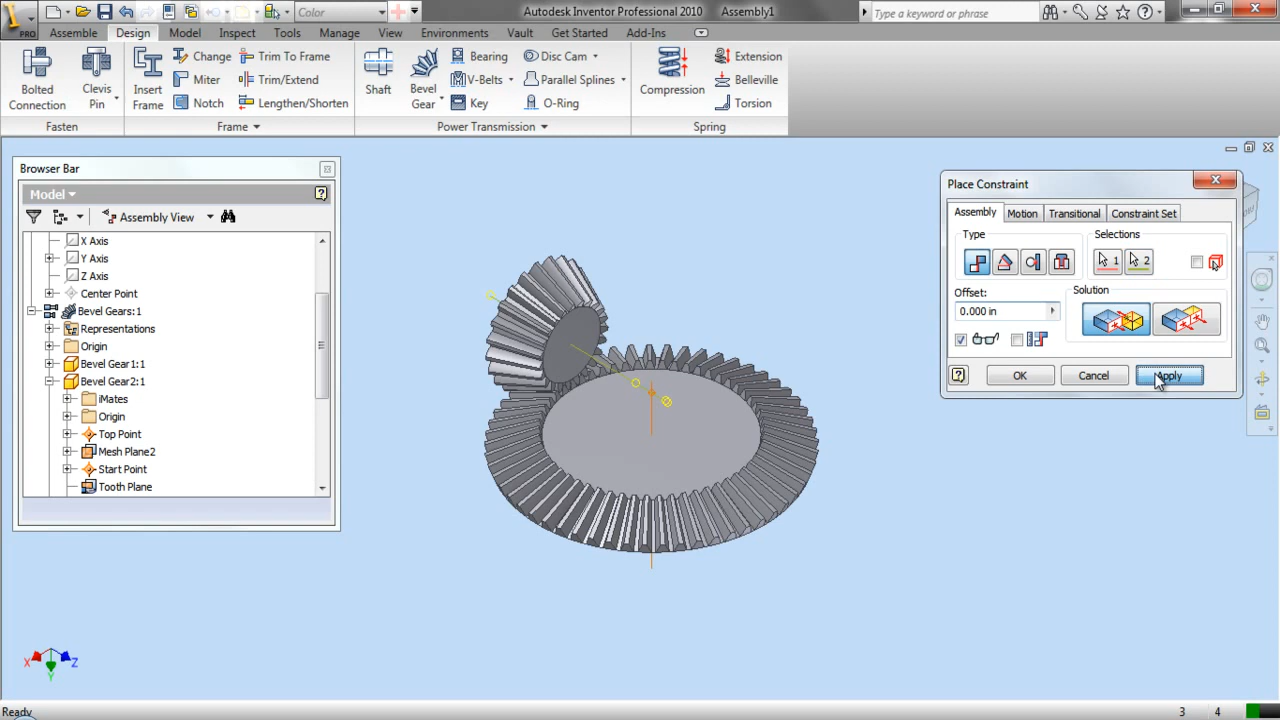 PRO
Color
Autodesk Inventor Professional 2010 Assembly1
Type a keyword or phrase
Assemble Design Model Inspect Tools Manage View Environments Vault Get Started Add-Ins
Bolted Connection
Clevis Pin
Fasten
Insert Frame
Change
Miter
Notch
Trim To Frame
Trim/Extend
Lengthen/Shorten
Frame
Shaft
Bevel Gear
Bearing
V-Belts
Key
Disc Cam
Parallel Splines
O-Ring
Power Transmission
Compression
Extension
Belleville
Torsion
Spring
Browser Bar
Model
Assembly View
X Axis
Y Axis
Z Axis
Center Point
Bevel Gears:1
Representations
Origin
Bevel Gear1:1
Bevel Gear2:1
iMates
Origin
Top Point
Mesh Plane2
Start Point
Tooth Plane
Place Constraint
Assembly Motion Transitional Constraint Set
Type
Selections
1 2
Offset:
0.000 in
Solution
OK Cancel Apply
X Z
Y
Ready
3 4